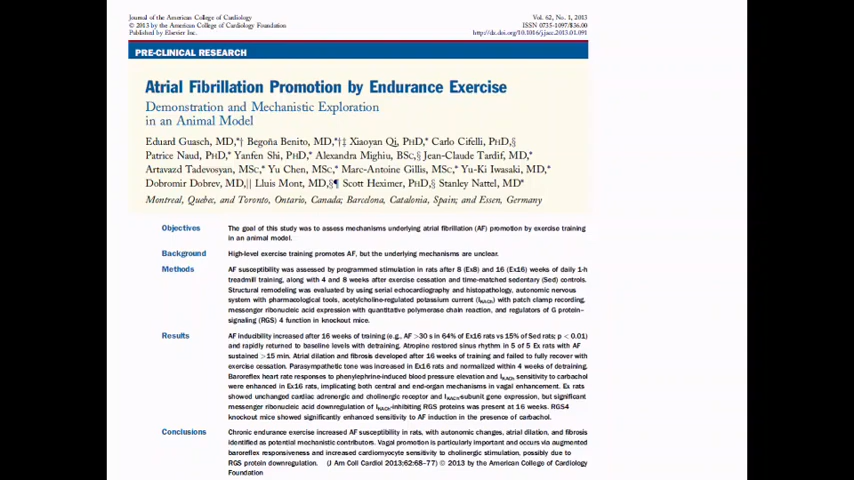 Journal of the American College of Cardiology
© 2013 by the American College of Cardiology Foundation
Published by Elsevier Inc.
Vol. 62, No. 1, 2013
ISSN 0735-1097/$36.00
http://dx.doi.org/10.1016/j.jacc.2013.01.091
PRE-CLINICAL RESEARCH
Atrial Fibrillation Promotion by Endurance Exercise
Demonstration and Mechanistic Exploration
in an Animal Model
Eduard Guasch, MD,*† Begoña Benito, MD,*†‡ Xiaoyan Qi, PHD,* Carlo Cifelli, PHD,§
Patrice Naud, PHD,* Yanfen Shi, PHD,* Alexandra Mighiu, BSC,§ Jean-Claude Tardif, MD,*
Artavazd Tadevosyan, MSC,* Yu Chen, MSC,* Marc-Antoine Gillis, MSC,* Yu-Ki Iwasaki, MD,*
Dobromir Dobrev, MD,|| Lluis Mont, MD,§¶ Scott Heximer, PHD,§ Stanley Nattel, MD*
Montreal, Quebec, and Toronto, Ontario, Canada; Barcelona, Catalonia, Spain; and Essen, Germany
Objectives The goal of this study was to assess mechanisms underlying atrial fibrillation (AF) promotion by exercise training
in an animal model.
Background High-level exercise training promotes AF, but the underlying mechanisms are unclear.
Methods AF susceptibility was assessed by programmed stimulation in rats after 8 (Ex8) and 16 (Ex16) weeks of daily 1-h
treadmill training, along with 4 and 8 weeks after exercise cessation and time-matched sedentary (Sed) controls.
Structural remodeling was evaluated by using serial echocardiography and histopathology, autonomic nervous
system with pharmacological tools, acetylcholine-regulated potassium current (IKACh) with patch clamp recording,
messenger ribonucleic acid expression with quantitative polymerase chain reaction, and regulators of G protein–
signaling (RGS) 4 function in knockout mice.
Results AF inducibility increased after 16 weeks of training (e.g., AF >30 s in 64% of Ex16 rats vs 15% of Sed rats; p < 0.01)
and rapidly returned to baseline levels with detraining. Atropine restored sinus rhythm in 5 of 5 Ex rats with AF
sustained >15 min. Atrial dilation and fibrosis developed after 16 weeks of training and failed to fully recover with
exercise cessation. Parasympathetic tone was increased in Ex16 rats and normalized within 4 weeks of detraining.
Baroreflex heart rate responses to phenylephrine-induced blood pressure elevation and IKACh sensitivity to carbachol
were enhanced in Ex16 rats, implicating both central and end-organ mechanisms in vagal enhancement. Ex rats
showed unchanged cardiac adrenergic and cholinergic receptor and IKACh-subunit gene expression, but significant
messenger ribonucleic acid downregulation of IKACh-inhibiting RGS proteins was present at 16 weeks. RGS4
knockout mice showed significantly enhanced sensitivity to AF induction in the presence of carbachol.
Conclusions Chronic endurance exercise increased AF susceptibility in rats, with autonomic changes, atrial dilation, and fibrosis
identified as potential mechanistic contributors. Vagal promotion is particularly important and occurs via augmented
baroreflex responsiveness and increased cardiomyocyte sensitivity to cholinergic stimulation, possibly due to
RGS protein downregulation. (J Am Coll Cardiol 2013;62:68–77) © 2013 by the American College of Cardiology
Foundation